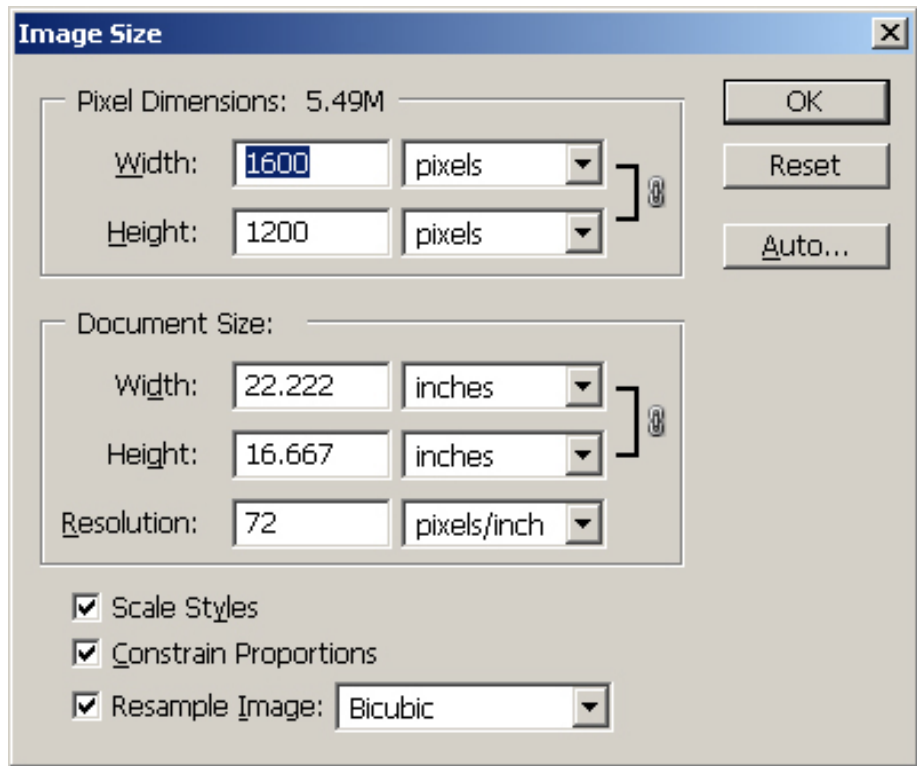 Image Size
Pixel Dimensions: 5.49M
OK
Width: 1600 pixels
Reset
Height: 1200 pixels
Auto...
Document Size:
Width: 22.222 inches
Height: 16.667 inches
Resolution: 72 pixels/inch
Scale Styles
Constrain Proportions
Resample Image: Bicubic